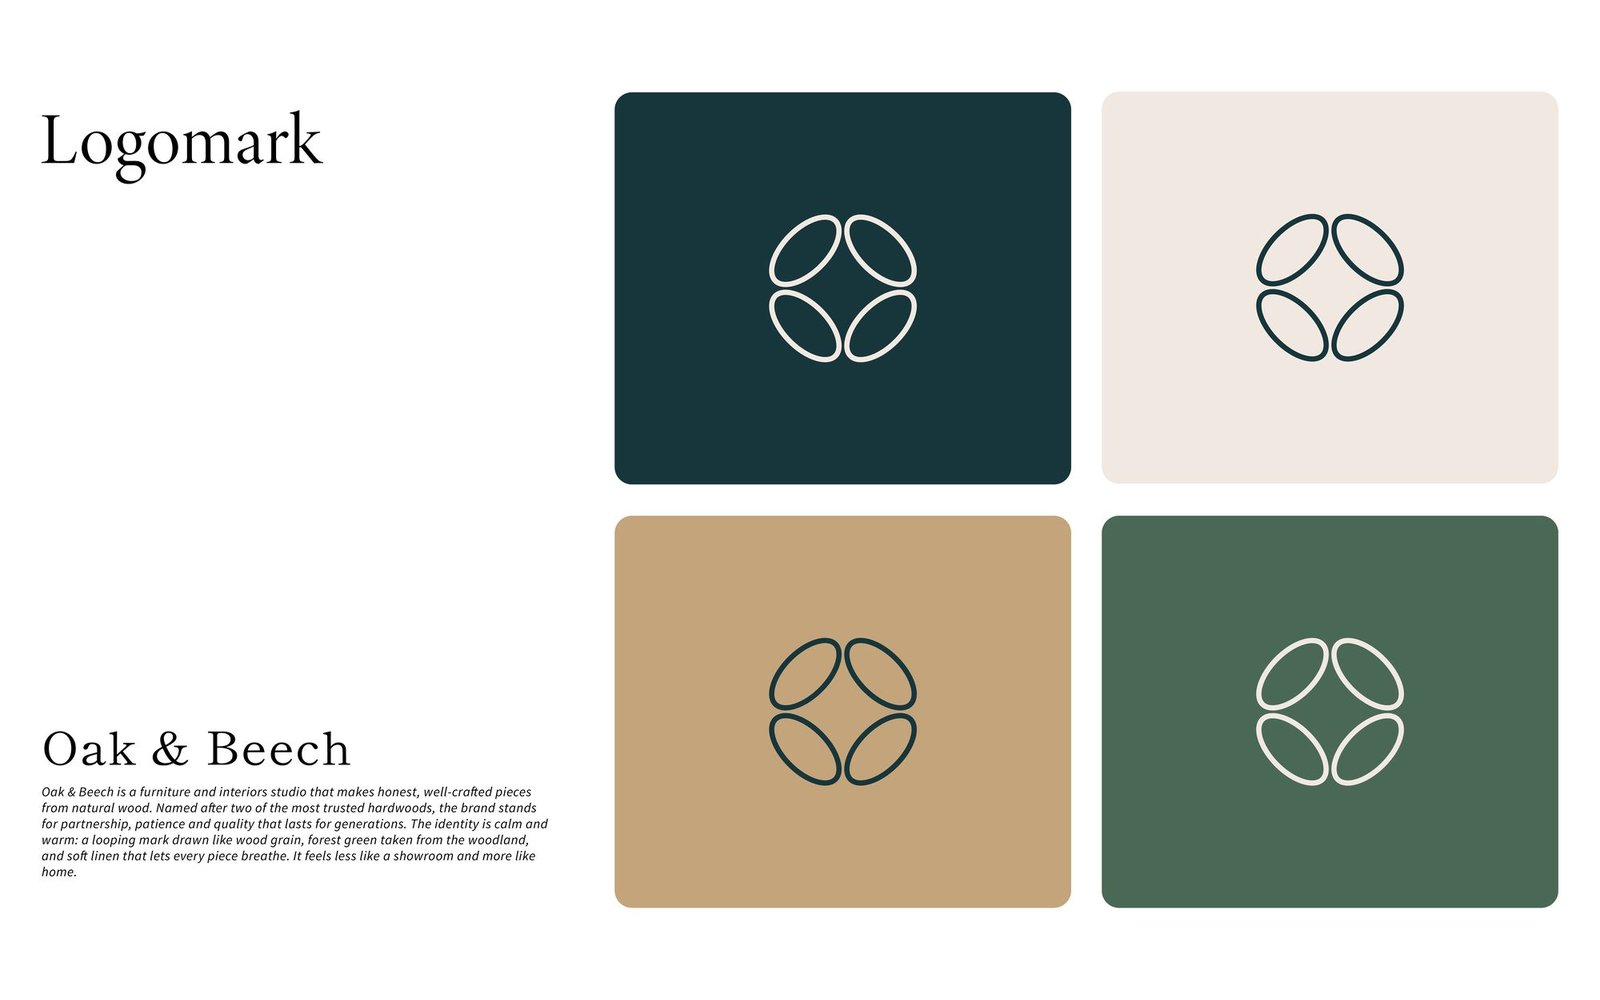 Logomark
Oak & Beech
Oak & Beech is a furniture and interiors studio that makes honest, well-crafted pieces
from natural wood. Named after two of the most trusted hardwoods, the brand stands
for partnership, patience and quality that lasts for generations. The identity is calm and
warm: a looping mark drawn like wood grain, forest green taken from the woodland,
and soft linen that lets every piece breathe. It feels less like a showroom and more like
home.